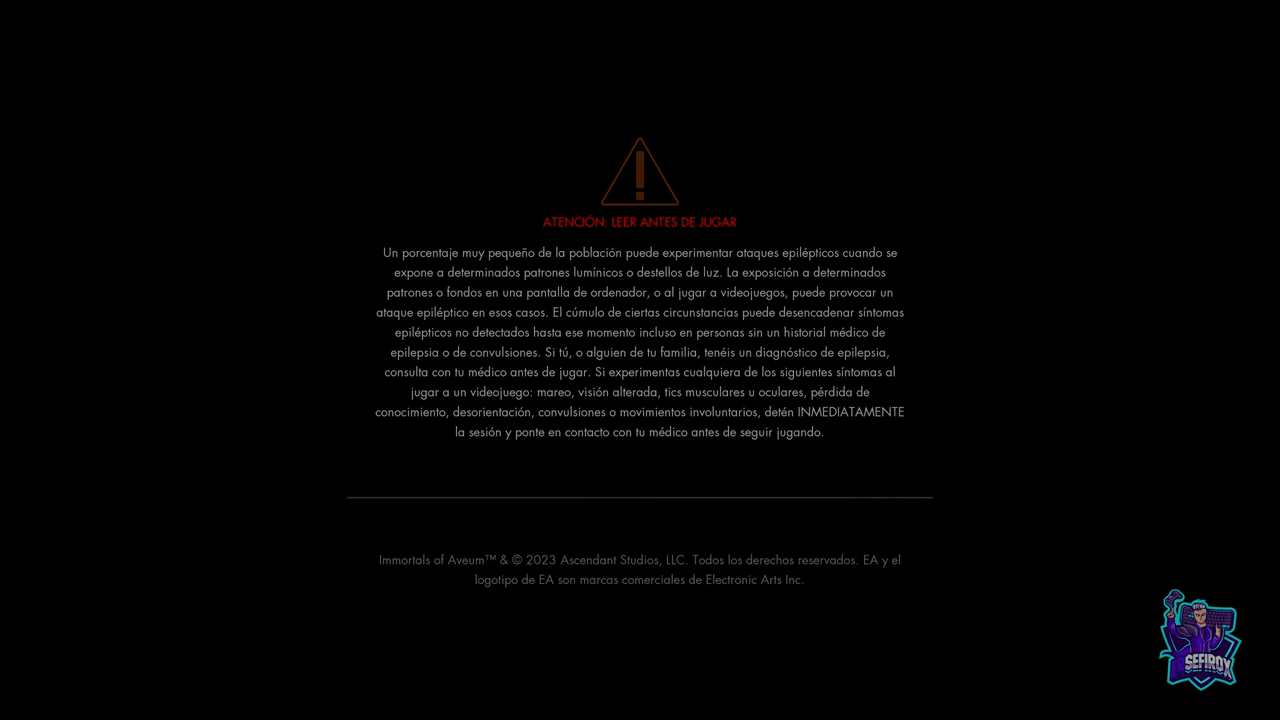 ATENCIÓN: LEER ANTES DE JUGAR
Un porcentaje muy pequeño de la población puede experimentar ataques epilépticos cuando se
expone a determinados patrones lumínicos o destellos de luz. La exposición a determinados
patrones o fondos en una pantalla de ordenador, o al jugar a videojuegos, puede provocar un
ataque epiléptico en esos casos. El cúmulo de ciertas circunstancias puede desencadenar síntomas
epilépticos no detectados hasta ese momento incluso en personas sin un historial médico de
epilepsia o de convulsiones. Si tú, o alguien de tu familia, tenéis un diagnóstico de epilepsia,
consulta con tu médico antes de jugar. Si experimentas cualquiera de los siguientes síntomas al
jugar a un videojuego: mareo, visión alterada, tics musculares u oculares, pérdida de
conocimiento, desorientación, convulsiones o movimientos involuntarios, detén INMEDIATAMENTE
la sesión y ponte en contacto con tu médico antes de seguir jugando.
Immortals of Aveum™ & © 2023 Ascendant Studios, LLC. Todos los derechos reservados. EA y el
logotipo de EA son marcas comerciales de Electronic Arts Inc.
SEFIROX